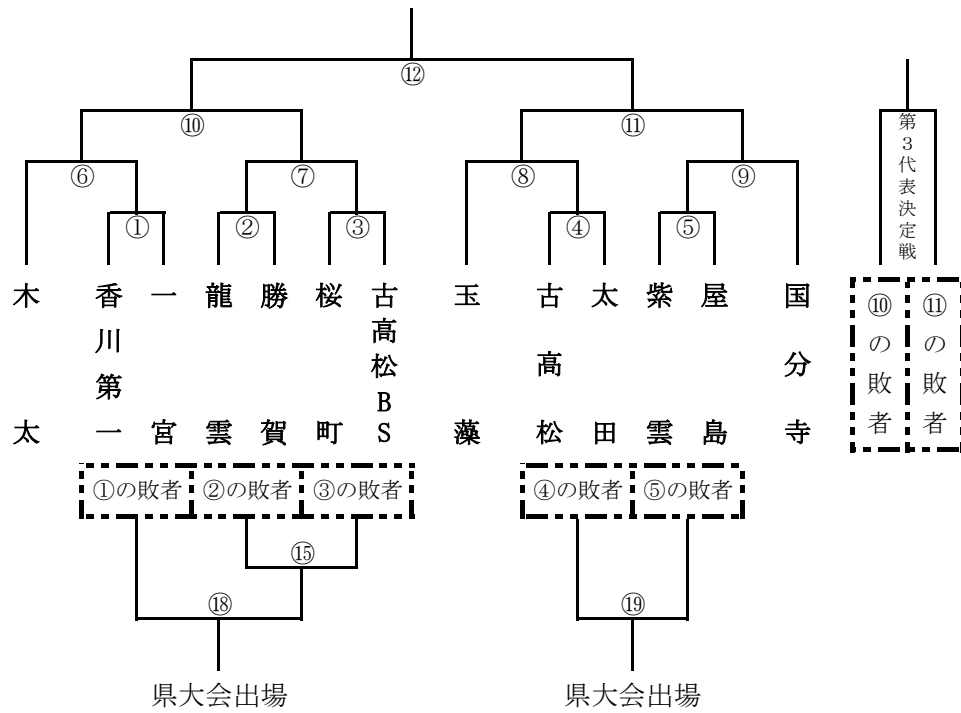 ⑫
⑩
⑪
⑥
⑦
⑧
⑨
①
②
③
④
⑤
第3代表決定戦
木太
香川第一
一宮
龍雲
勝賀
桜町
古高松BS
玉藻
古高松
太田
紫雲
屋島
国分寺
⑩の敗者
⑪の敗者
①の敗者
②の敗者
③の敗者
④の敗者
⑤の敗者
⑮
⑱
⑲
県大会出場
県大会出場